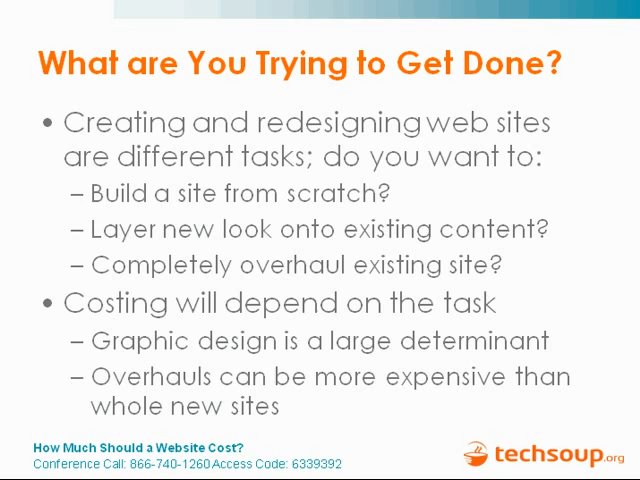 What are You Trying to Get Done?
• Creating and redesigning web sites
are different tasks; do you want to:
– Build a site from scratch?
– Layer new look onto existing content?
– Completely overhaul existing site?
• Costing will depend on the task
– Graphic design is a large determinant
– Overhauls can be more expensive than
whole new sites
How Much Should a Website Cost?
Conference Call: 866-740-1260 Access Code: 6339392
techsoup.org